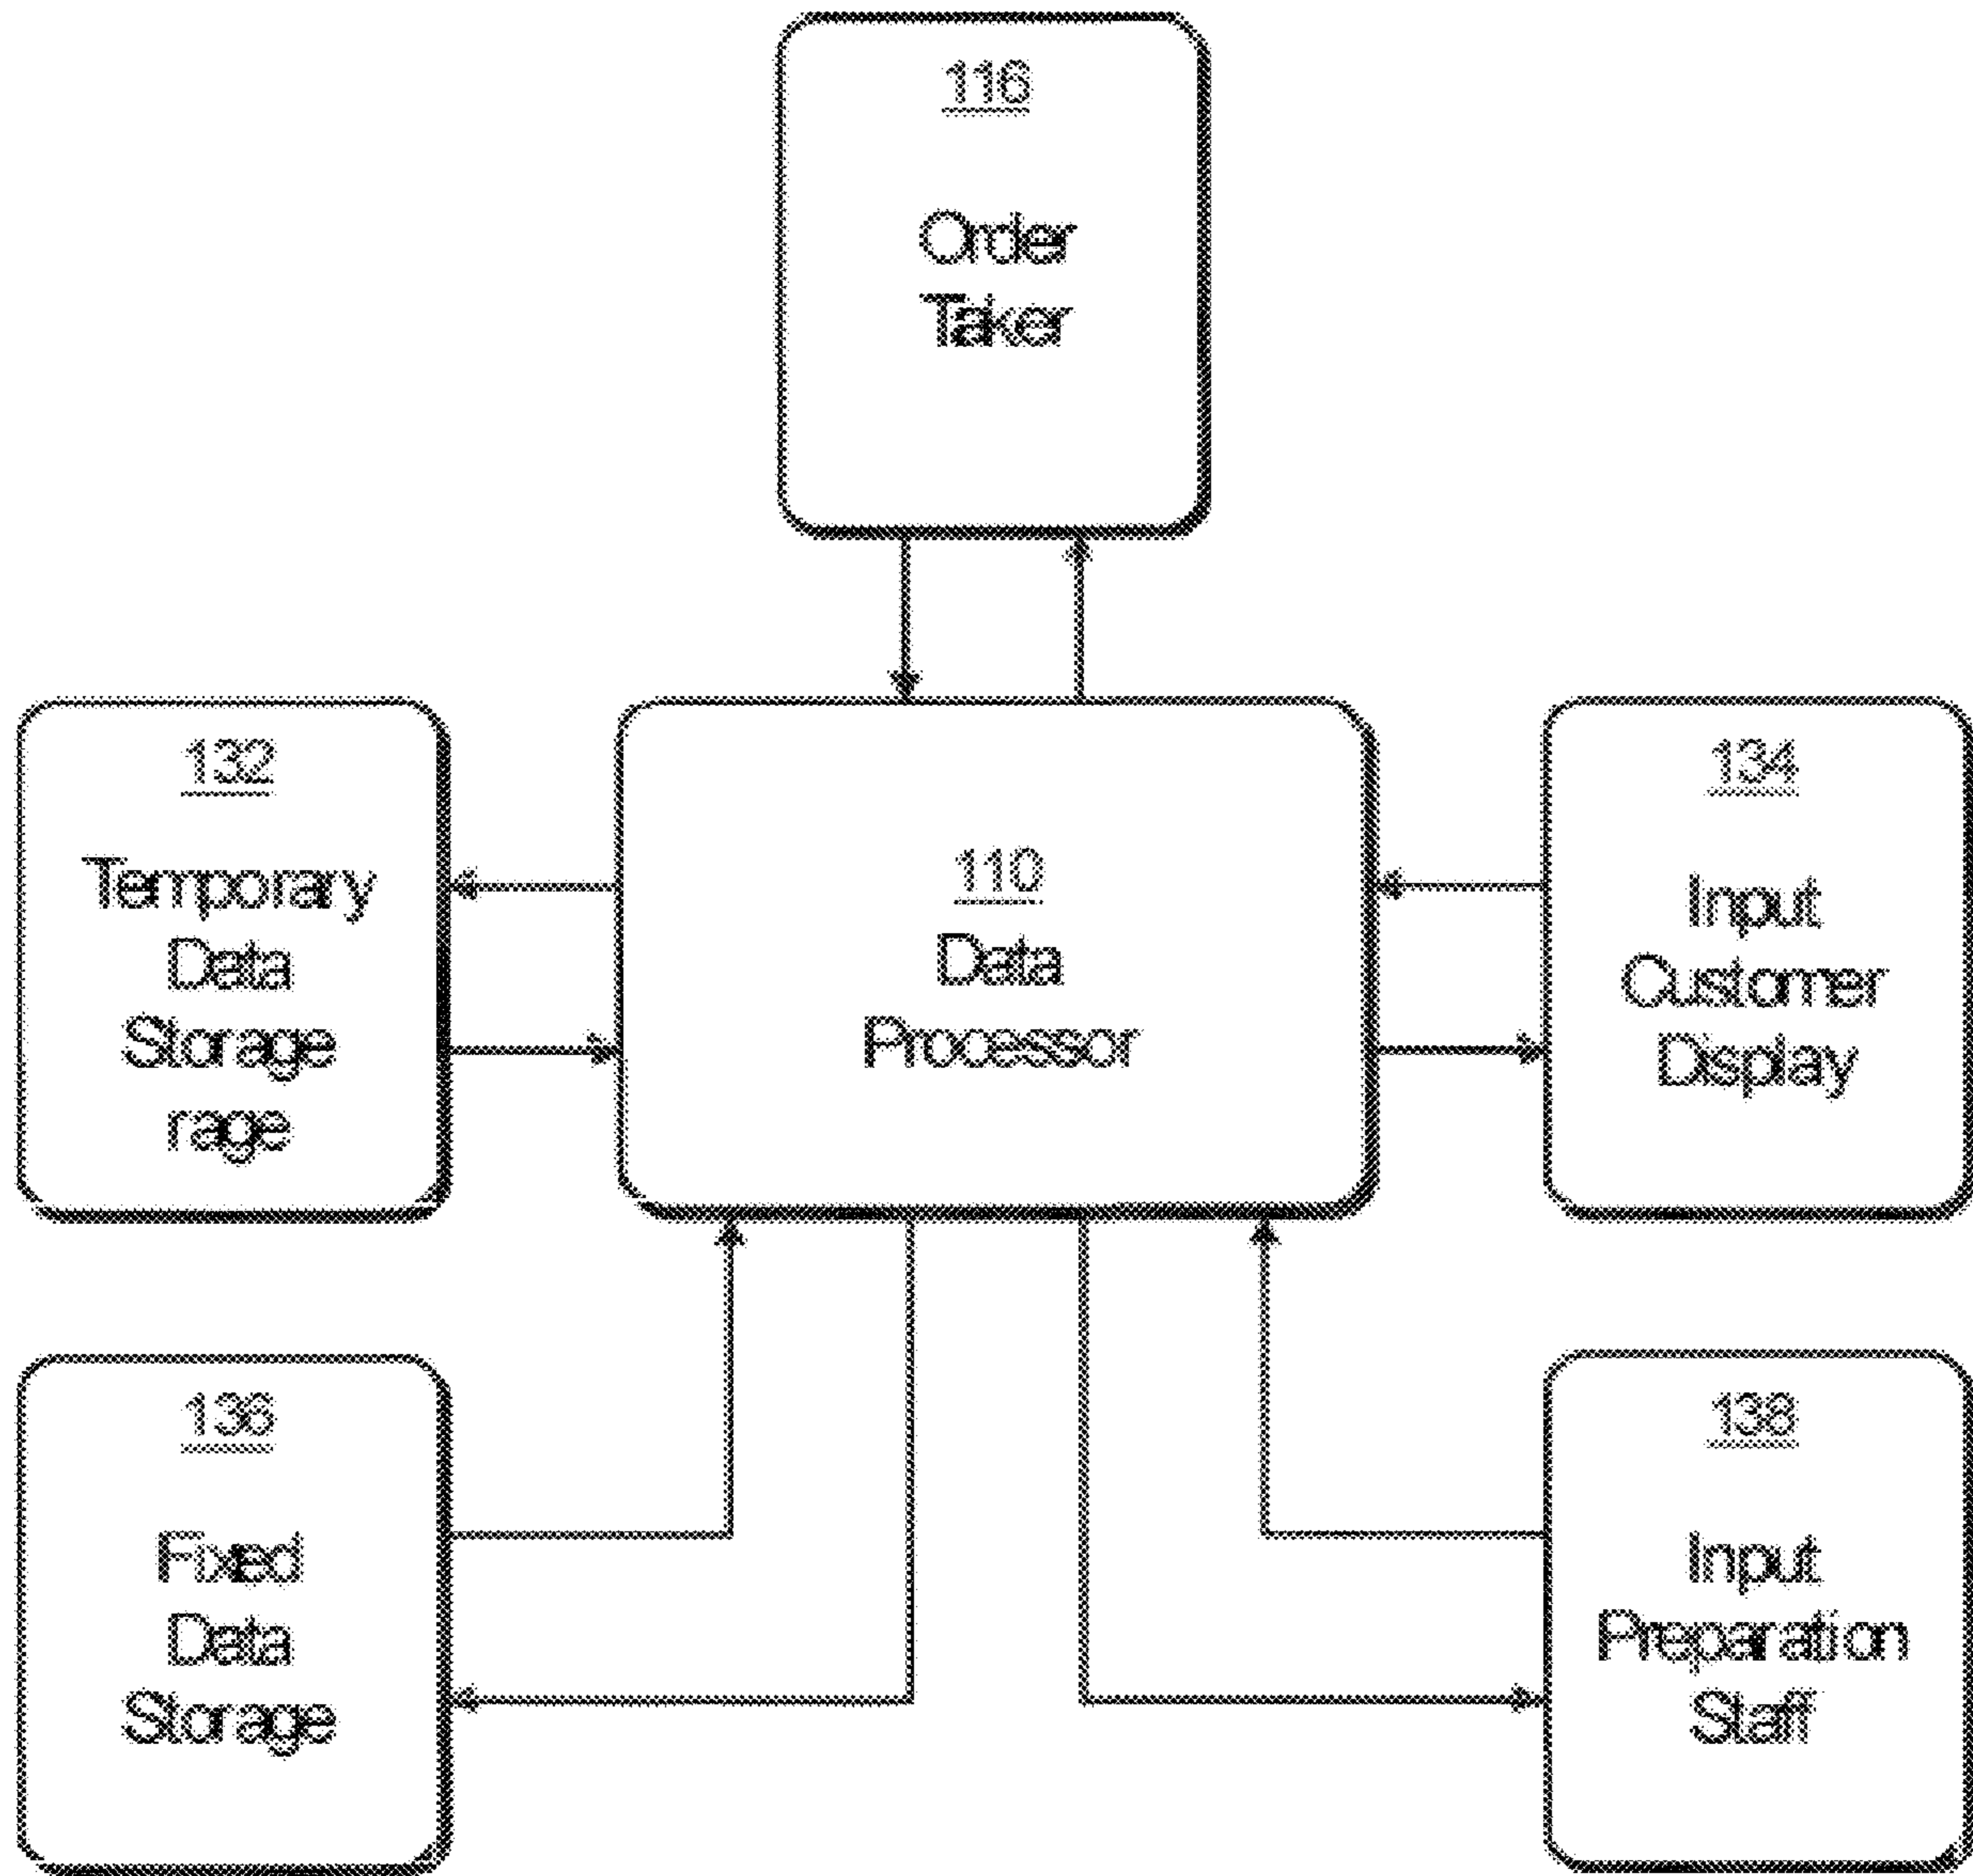 116
Order
Taker
132
Temporary
Data
Storage
rage
110
Data
Processor
134
Input
Customer
Display
136
Fixed
Data
Storage
138
Input
Preparation
Staff